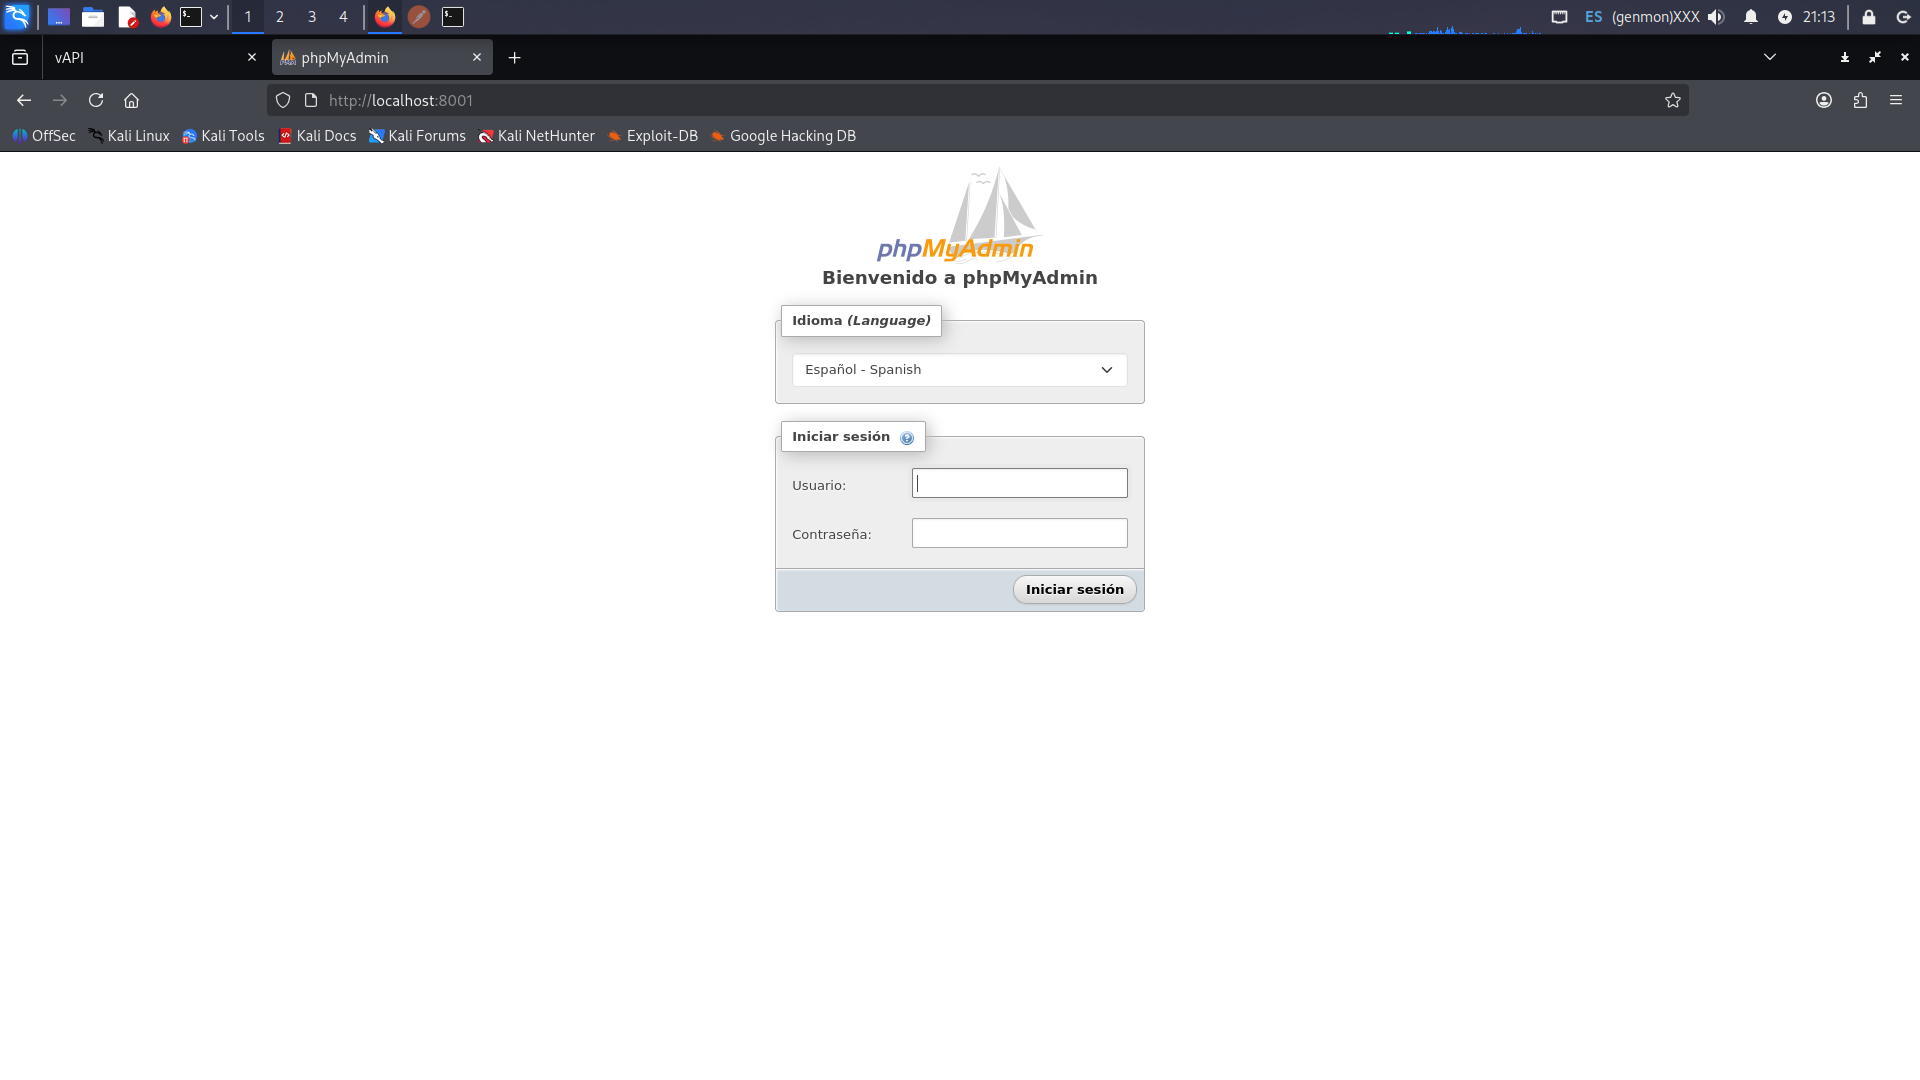 1 2 3 4 ES (genmon)XXX 21:13
vAPI phpMyAdmin
http://localhost:8001
OffSec Kali Linux Kali Tools Kali Docs Kali Forums Kali NetHunter Exploit-DB Google Hacking DB
phpMyAdmin
Bienvenido a phpMyAdmin
Idioma (Language)
Español - Spanish
Iniciar sesión
Usuario:
Contraseña:
Iniciar sesión